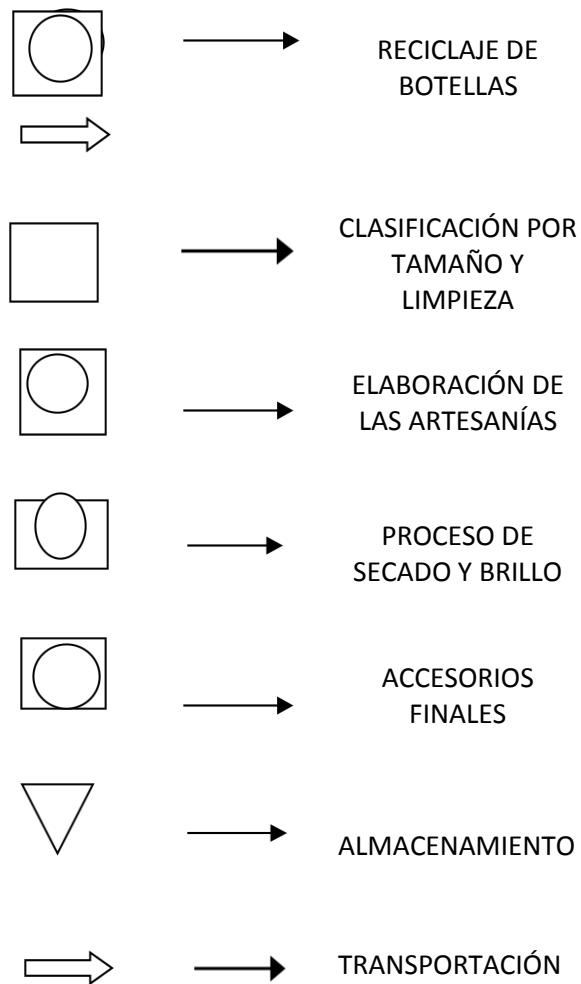 RECICLAJE DE
BOTELLAS
CLASIFICACIÓN POR
TAMAÑO Y
LIMPIEZA
ELABORACIÓN DE
LAS ARTESANÍAS
PROCESO DE
SECADO Y BRILLO
ACCESORIOS
FINALES
ALMACENAMIENTO
TRANSPORTACIÓN